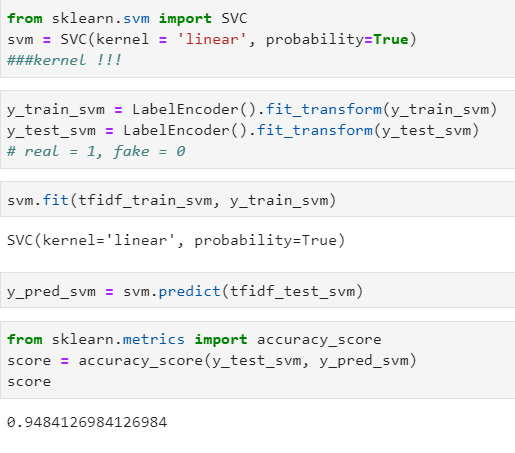 from sklearn.svm import SVC
svm = SVC(kernel = 'linear', probability=True)
###kernel !!!
y_train_svm = LabelEncoder().fit_transform(y_train_svm)
y_test_svm = LabelEncoder().fit_transform(y_test_svm)
# real = 1, fake = 0
svm.fit(tfidf_train_svm, y_train_svm)
SVC(kernel='linear', probability=True)
y_pred_svm = svm.predict(tfidf_test_svm)
from sklearn.metrics import accuracy_score
score = accuracy_score(y_test_svm, y_pred_svm)
score
0.9484126984126984